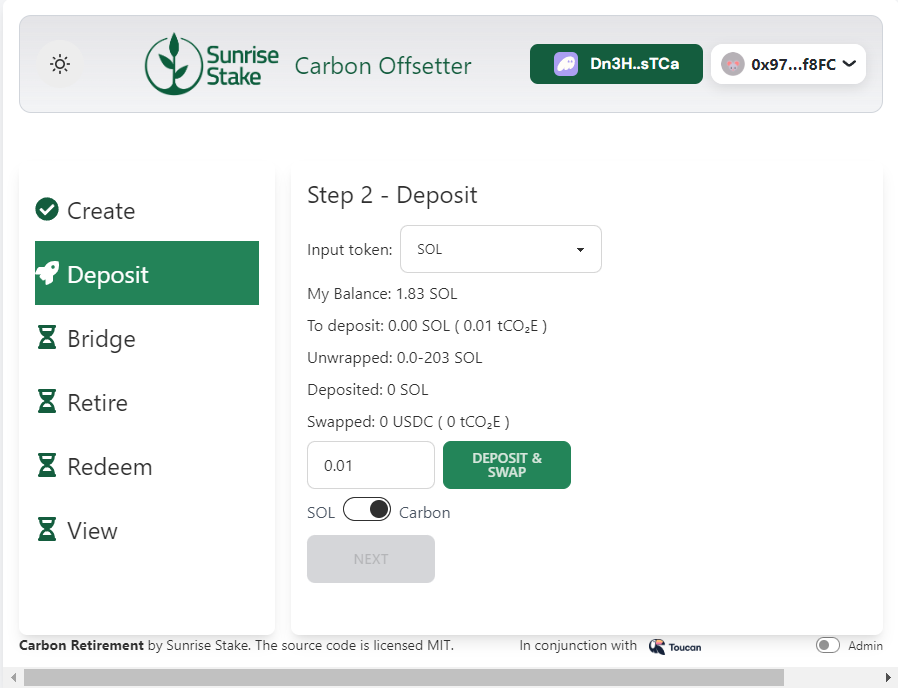 Sunrise
Stake
Carbon Offsetter
Dn3H..sTCa
0x97...f8FC
Create
Deposit
Bridge
Retire
Redeem
View
Step 2 - Deposit
Input token: SOL
My Balance: 1.83 SOL
To deposit: 0.00 SOL ( 0.01 tCO₂E )
Unwrapped: 0.0-203 SOL
Deposited: 0 SOL
Swapped: 0 USDC ( 0 tCO₂E )
0.01
DEPOSIT &
SWAP
SOL Carbon
NEXT
Carbon Retirement by Sunrise Stake. The source code is licensed MIT.
In conjunction with Toucan
Admin